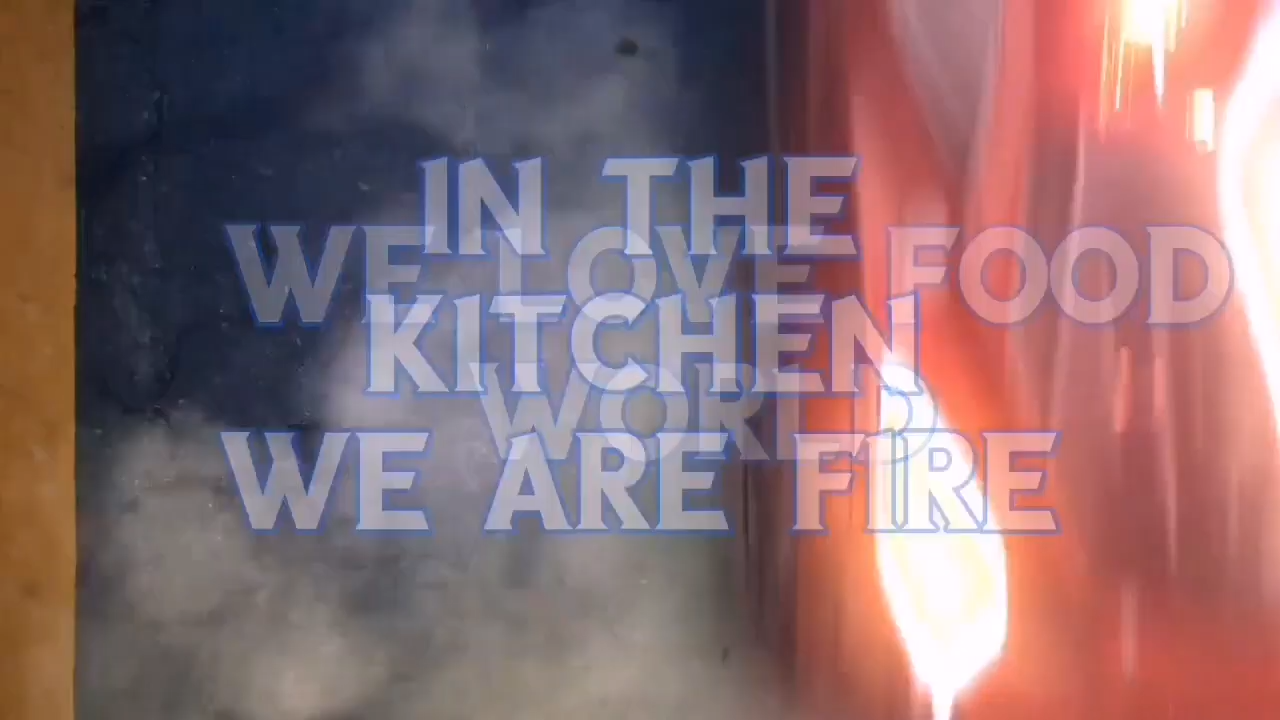 IN THE
KITCHEN
WE ARE FIRE
WE LOVE FOOD
WORLD